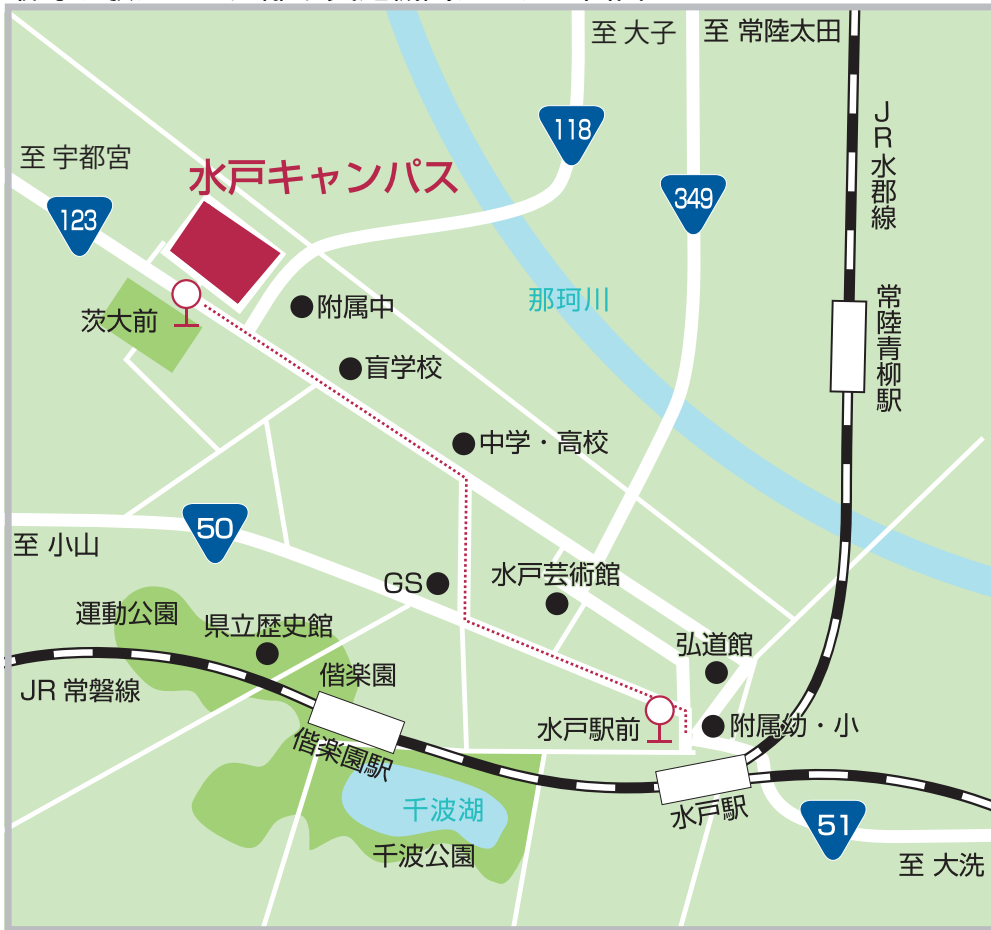 至 大子
至 常陸太田
118
JR水郡線
至 宇都宮
水戸キャンパス
349
123
那珂川
常陸青柳駅
附属中
茨大前
盲学校
中学・高校
50
至 小山
水戸芸術館
GS
運動公園
県立歴史館
弘道館
偕楽園
JR 常磐線
水戸駅前
附属幼・小
偕楽園駅
千波湖
水戸駅
51
千波公園
至 大洗